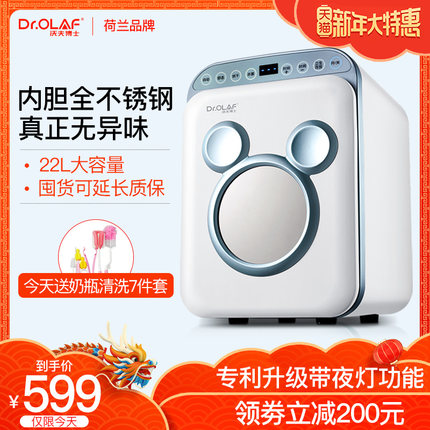 Dr.OLAF
沃夫博士
荷兰品牌
天猫
新年大特惠
内胆全不锈钢
真正无异味
22L大容量
囤货可延长质保
Dr.OLAF
沃夫博士
今天送奶瓶清洗7件套
到手价
¥599
仅限今天
专利升级带夜灯功能
领券立减200元